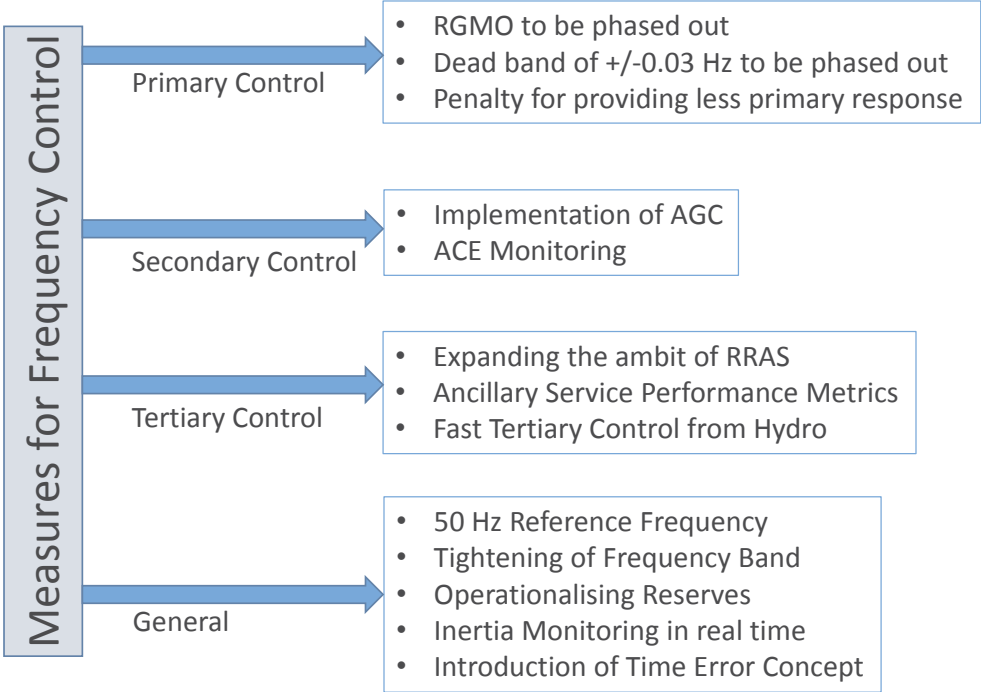 Measures for Frequency Control
Primary Control
• RGMO to be phased out
• Dead band of +/-0.03 Hz to be phased out
• Penalty for providing less primary response
Secondary Control
• Implementation of AGC
• ACE Monitoring
Tertiary Control
• Expanding the ambit of RRAS
• Ancillary Service Performance Metrics
• Fast Tertiary Control from Hydro
General
• 50 Hz Reference Frequency
• Tightening of Frequency Band
• Operationalising Reserves
• Inertia Monitoring in real time
• Introduction of Time Error Concept